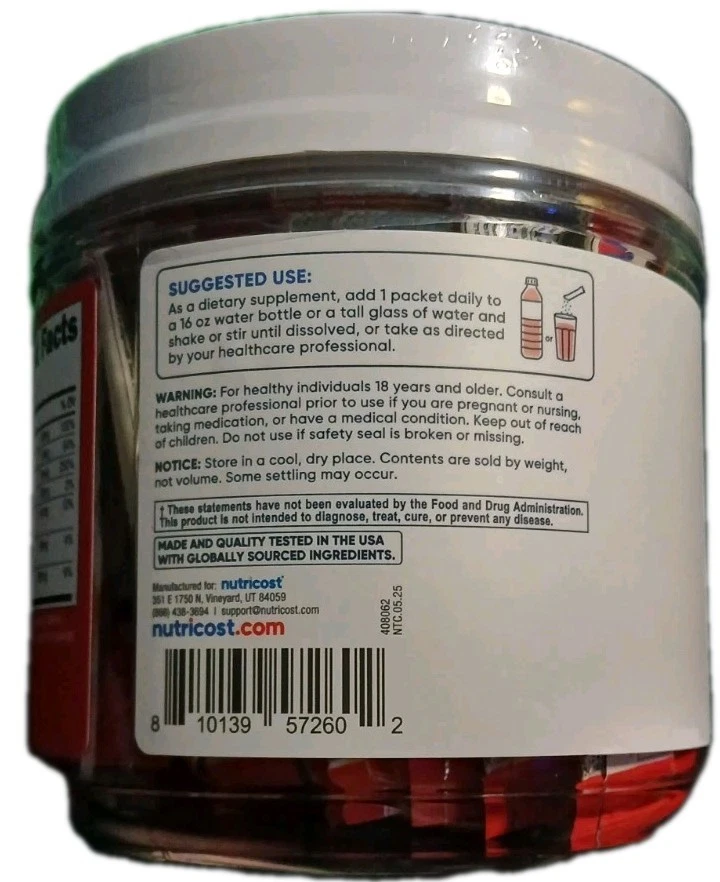 Facts
SUGGESTED USE:
As a dietary supplement, add 1 packet daily to
a 16 oz water bottle or a tall glass of water and
shake or stir until dissolved, or take as directed
by your healthcare professional.
or
WARNING: For healthy individuals 18 years and older. Consult a
healthcare professional prior to use if you are pregnant or nursing,
taking medication, or have a medical condition. Keep out of reach
of children. Do not use if safety seal is broken or missing.
NOTICE: Store in a cool, dry place. Contents are sold by weight,
not volume. Some settling may occur.
† These statements have not been evaluated by the Food and Drug Administration.
This product is not intended to diagnose, treat, cure, or prevent any disease.
MADE AND QUALITY TESTED IN THE USA
WITH GLOBALLY SOURCED INGREDIENTS.
Manufactured for: nutricost
351 E 1750 N, Vineyard, UT 84059
(866) 438-3694 | support@nutricost.com
nutricost.com
408062
NTC.05.25
8 10139 57260 2